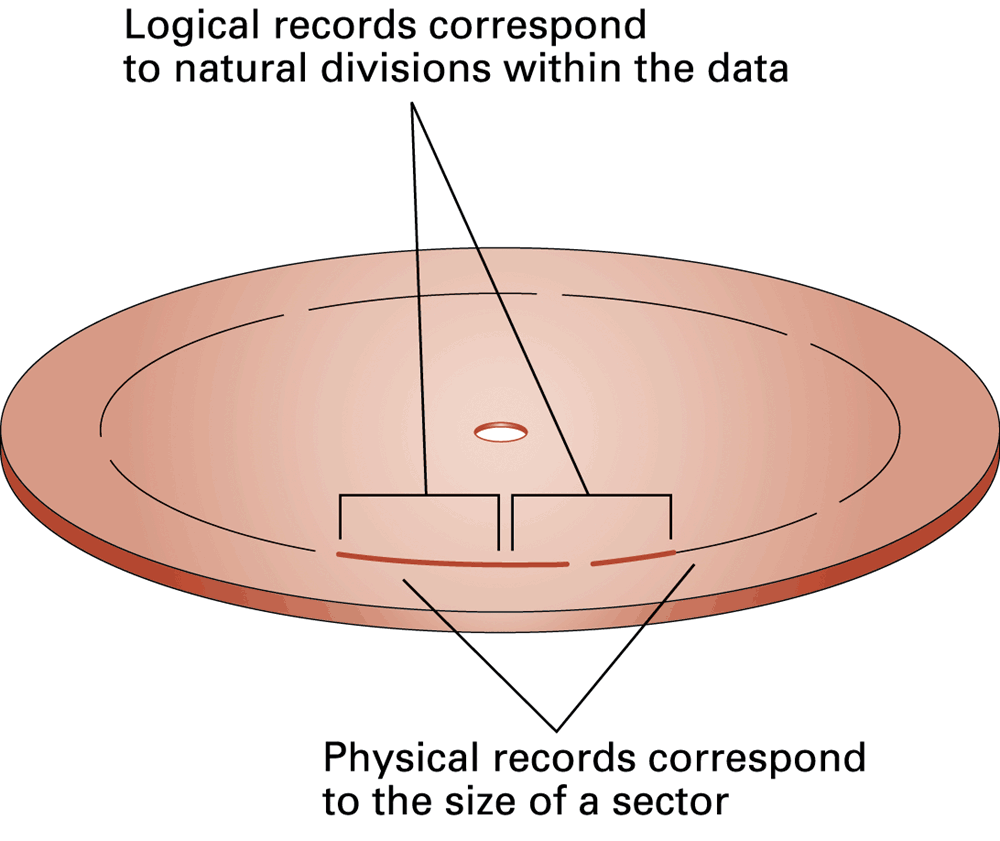 Logical records correspond
to natural divisions within the data
Physical records correspond
to the size of a sector